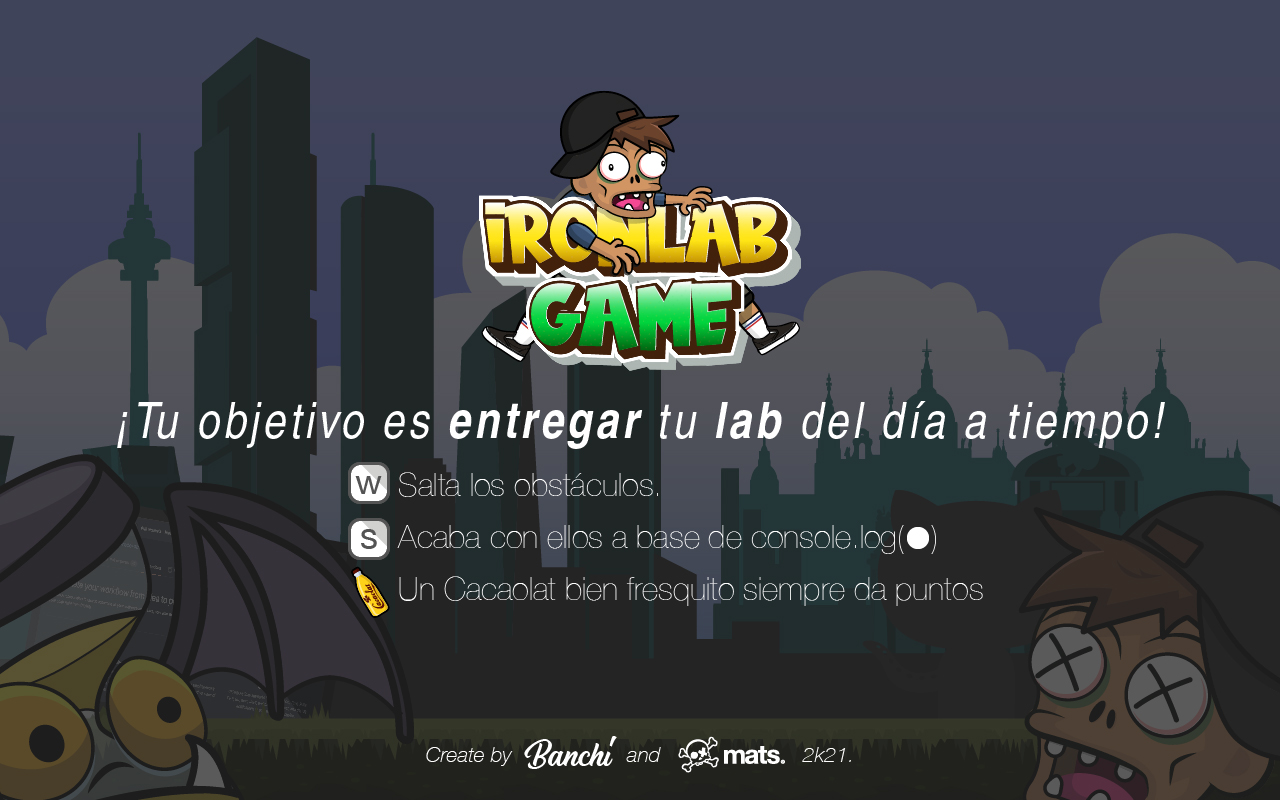 iRONLAB
GAME
¡Tu objetivo es entregar tu lab del día a tiempo!
W Salta los obstáculos.
S Acaba con ellos a base de console.log(●)
Cacaolat
Un Cacaolat bien fresquito siempre da puntos
Create by Banchi and mats. 2k21.